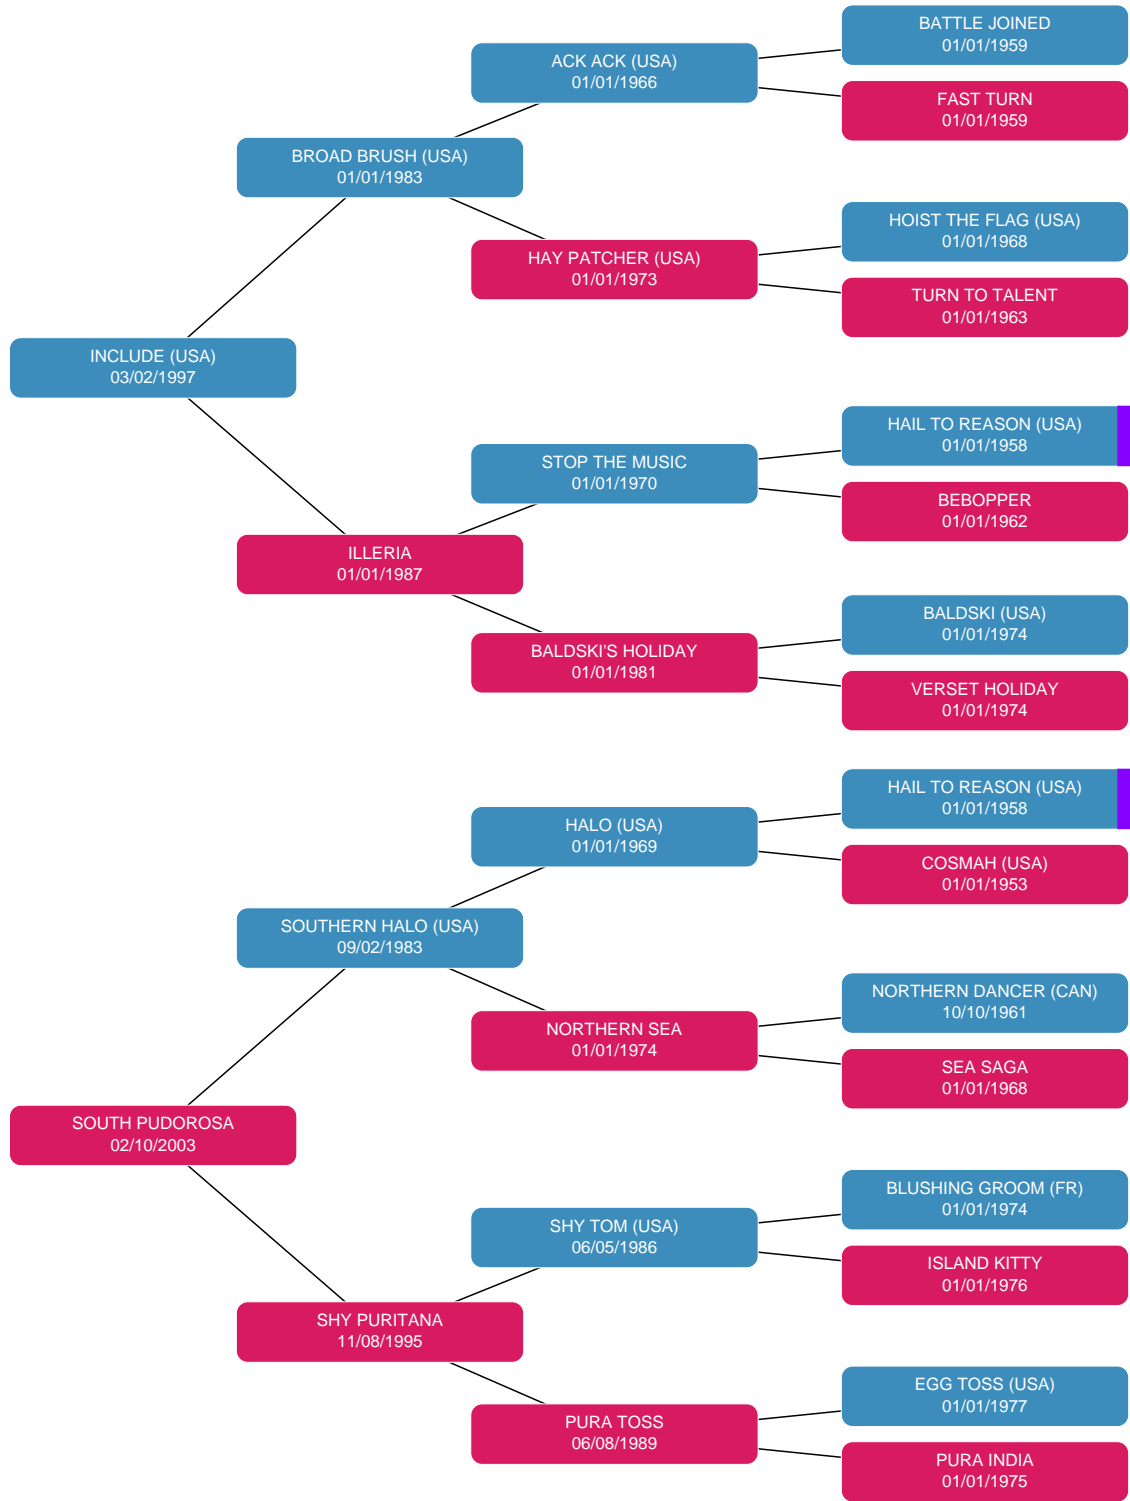 BATTLE JOINED
01/01/1959
ACK ACK (USA)
01/01/1966
FAST TURN
01/01/1959
BROAD BRUSH (USA)
01/01/1983
HOIST THE FLAG (USA)
01/01/1968
HAY PATCHER (USA)
01/01/1973
TURN TO TALENT
01/01/1963
INCLUDE (USA)
03/02/1997
HAIL TO REASON (USA)
01/01/1958
STOP THE MUSIC
01/01/1970
BEBOPPER
01/01/1962
ILLERIA
01/01/1987
BALDSKI (USA)
01/01/1974
BALDSKI'S HOLIDAY
01/01/1981
VERSET HOLIDAY
01/01/1974
HAIL TO REASON (USA)
01/01/1958
HALO (USA)
01/01/1969
COSMAH (USA)
01/01/1953
SOUTHERN HALO (USA)
09/02/1983
NORTHERN DANCER (CAN)
10/10/1961
NORTHERN SEA
01/01/1974
SEA SAGA
01/01/1968
SOUTH PUDOROSA
02/10/2003
BLUSHING GROOM (FR)
01/01/1974
SHY TOM (USA)
06/05/1986
ISLAND KITTY
01/01/1976
SHY PURITANA
11/08/1995
EGG TOSS (USA)
01/01/1977
PURA TOSS
06/08/1989
PURA INDIA
01/01/1975